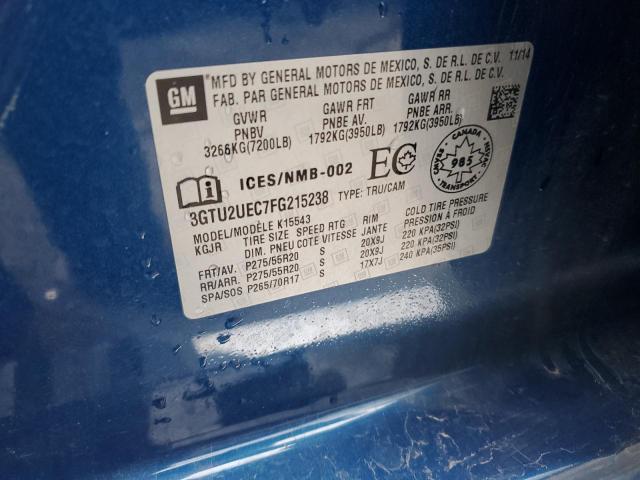 GM
*MFD BY GENERAL MOTORS DE MEXICO, S. DE R.L. DE C.V. 11/14
FAB. PAR GENERAL MOTORS DE MEXICO, S. DE R.L. DE C.V.
GVWR GAWR FRT GAWR RR
PNBV PNBE AV. PNBE ARR.
3266KG(7200LB) 1792KG(3950LB) 1792KG(3950LB)
ICES/NMB-002 EC
CANADA
985
TRANSPORT
3GTU2UEC7FG215238 TYPE: TRU/CAM
MODEL/MODÈLE K15543
KGJR TIRE SIZE SPEED RTG RIM COLD TIRE PRESSURE
DIM. PNEU COTE VITESSE JANTE PRESSION À FROID
FRT/AV. P275/55R20 S 20X9J 220 KPA(32PSI)
RR/ARR. P275/55R20 S 20X9J 220 KPA(32PSI)
SPA/SOS P265/70R17 S 17X7J 240 KPA(35PSI)